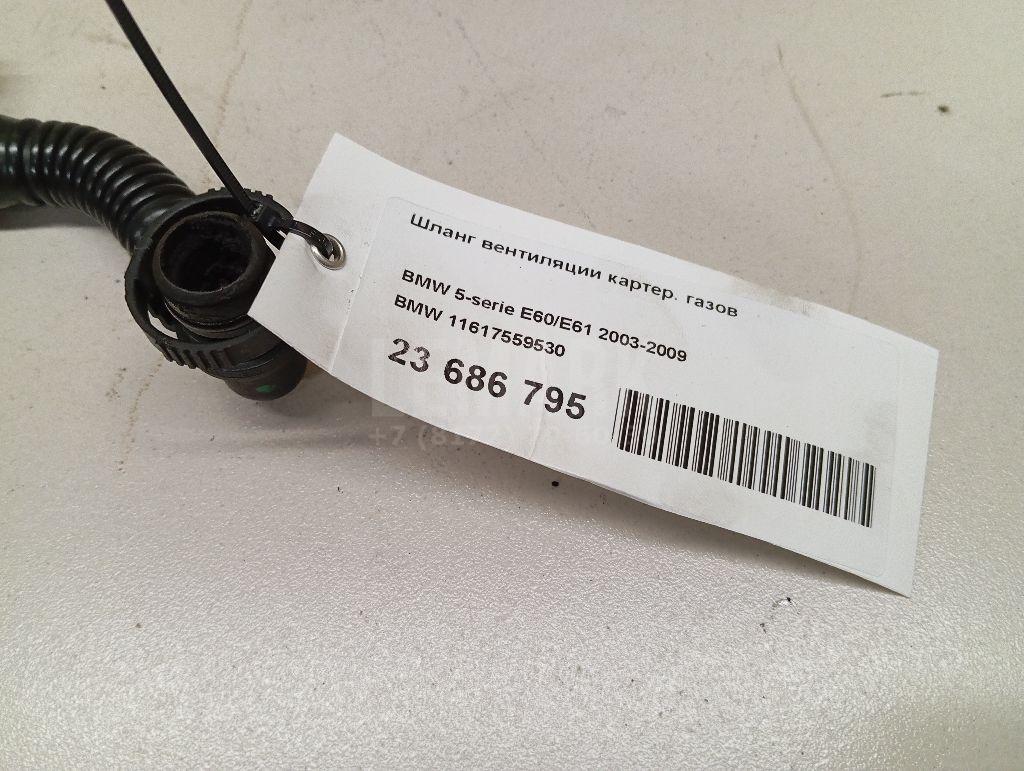 Шланг вентиляции картер. газов
BMW 5-serie E60/E61 2003-2009
BMW 11617559530
23 686 795